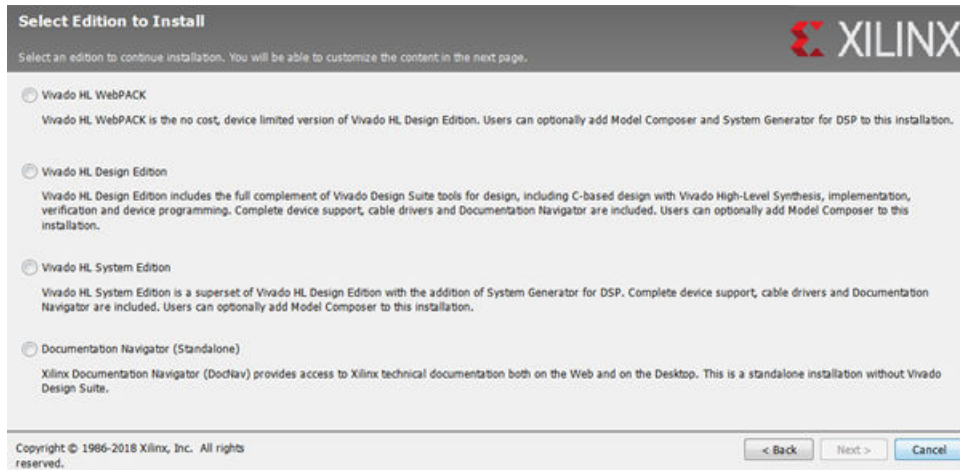 Select Edition to Install
XILINX
Select an edition to continue installation. You will be able to customize the content in the next page.
Vivado HL WebPACK
Vivado HL WebPACK is the no cost, device limited version of Vivado HL Design Edition. Users can optionally add Model Composer and System Generator for DSP to this installation.
Vivado HL Design Edition
Vivado HL Design Edition includes the full complement of Vivado Design Suite tools for design, including C-based design with Vivado High-Level Synthesis, implementation,
verification and device programming. Complete device support, cable drivers and Documentation Navigator are included. Users can optionally add Model Composer to this
installation.
Vivado HL System Edition
Vivado HL System Edition is a superset of Vivado HL Design Edition with the addition of System Generator for DSP. Complete device support, cable drivers and Documentation
Navigator are included. Users can optionally add Model Composer to this installation.
Documentation Navigator (Standalone)
Xilinx Documentation Navigator (DocNav) provides access to Xilinx technical documentation both on the Web and on the Desktop. This is a standalone installation without Vivado
Design Suite.
Copyright © 1986-2018 Xilinx, Inc. All rights
reserved.
< Back Next > Cancel